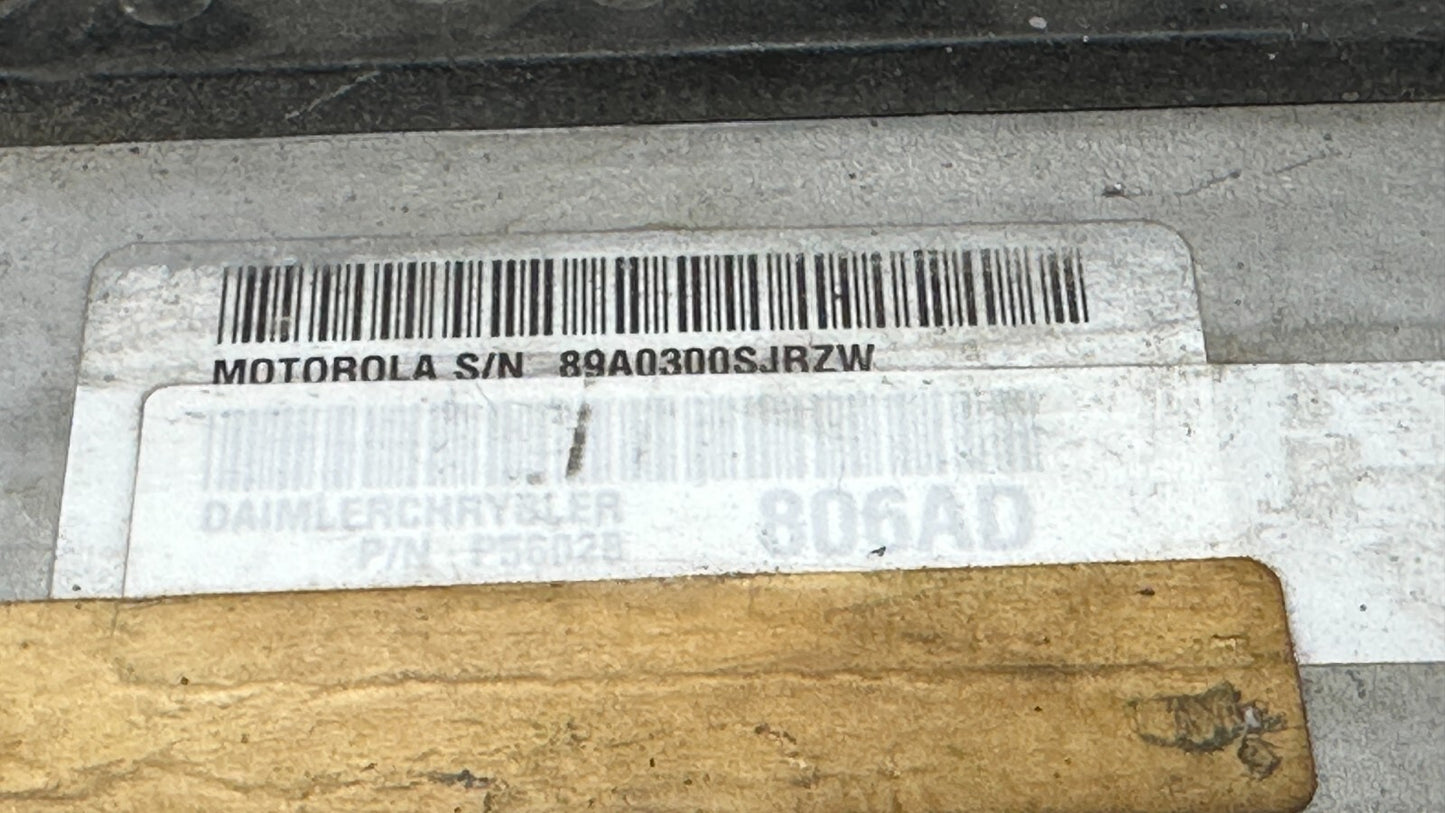 MOTOROLA S/N 89A0300SJRZW
DAIMLERCHRYSLER 806AD
P/N P56028